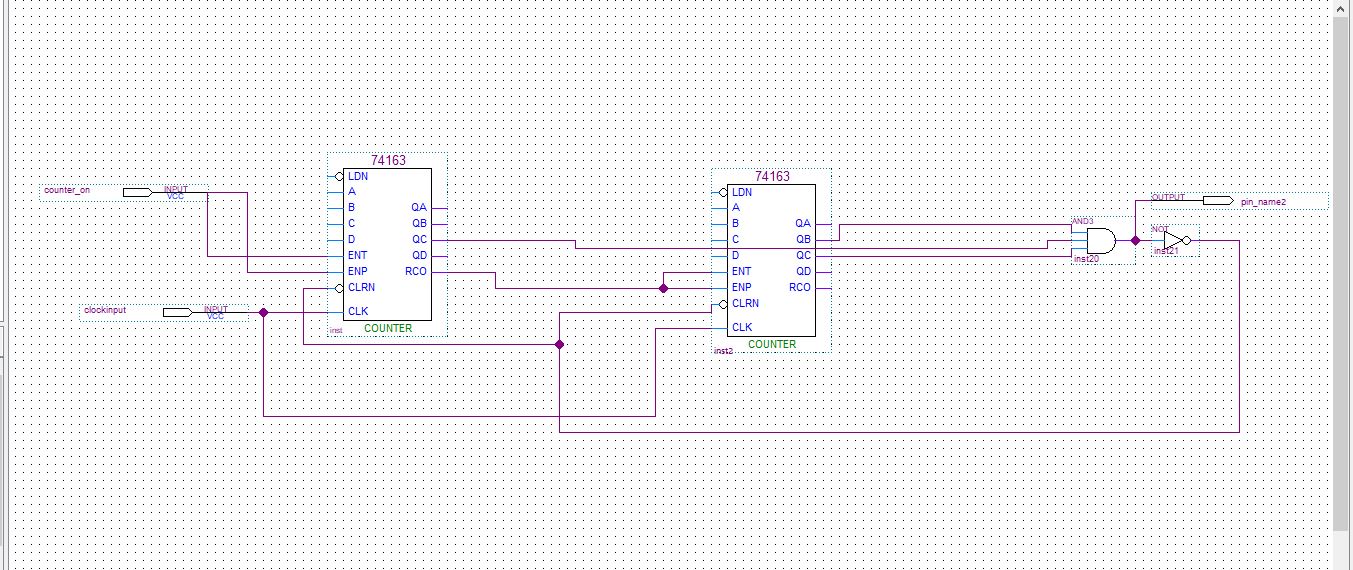 counter_on
INPUT
VCC
clockinput
INPUT
VCC
74163
LDN
A
B
C
D
ENT
ENP
CLRN
CLK
QA
QB
QC
QD
RCO
inst
COUNTER
74163
LDN
A
B
C
D
ENT
ENP
CLRN
CLK
QA
QB
QC
QD
RCO
inst2
COUNTER
AND3
inst20
OUTPUT
pin_name2
NOT
inst21